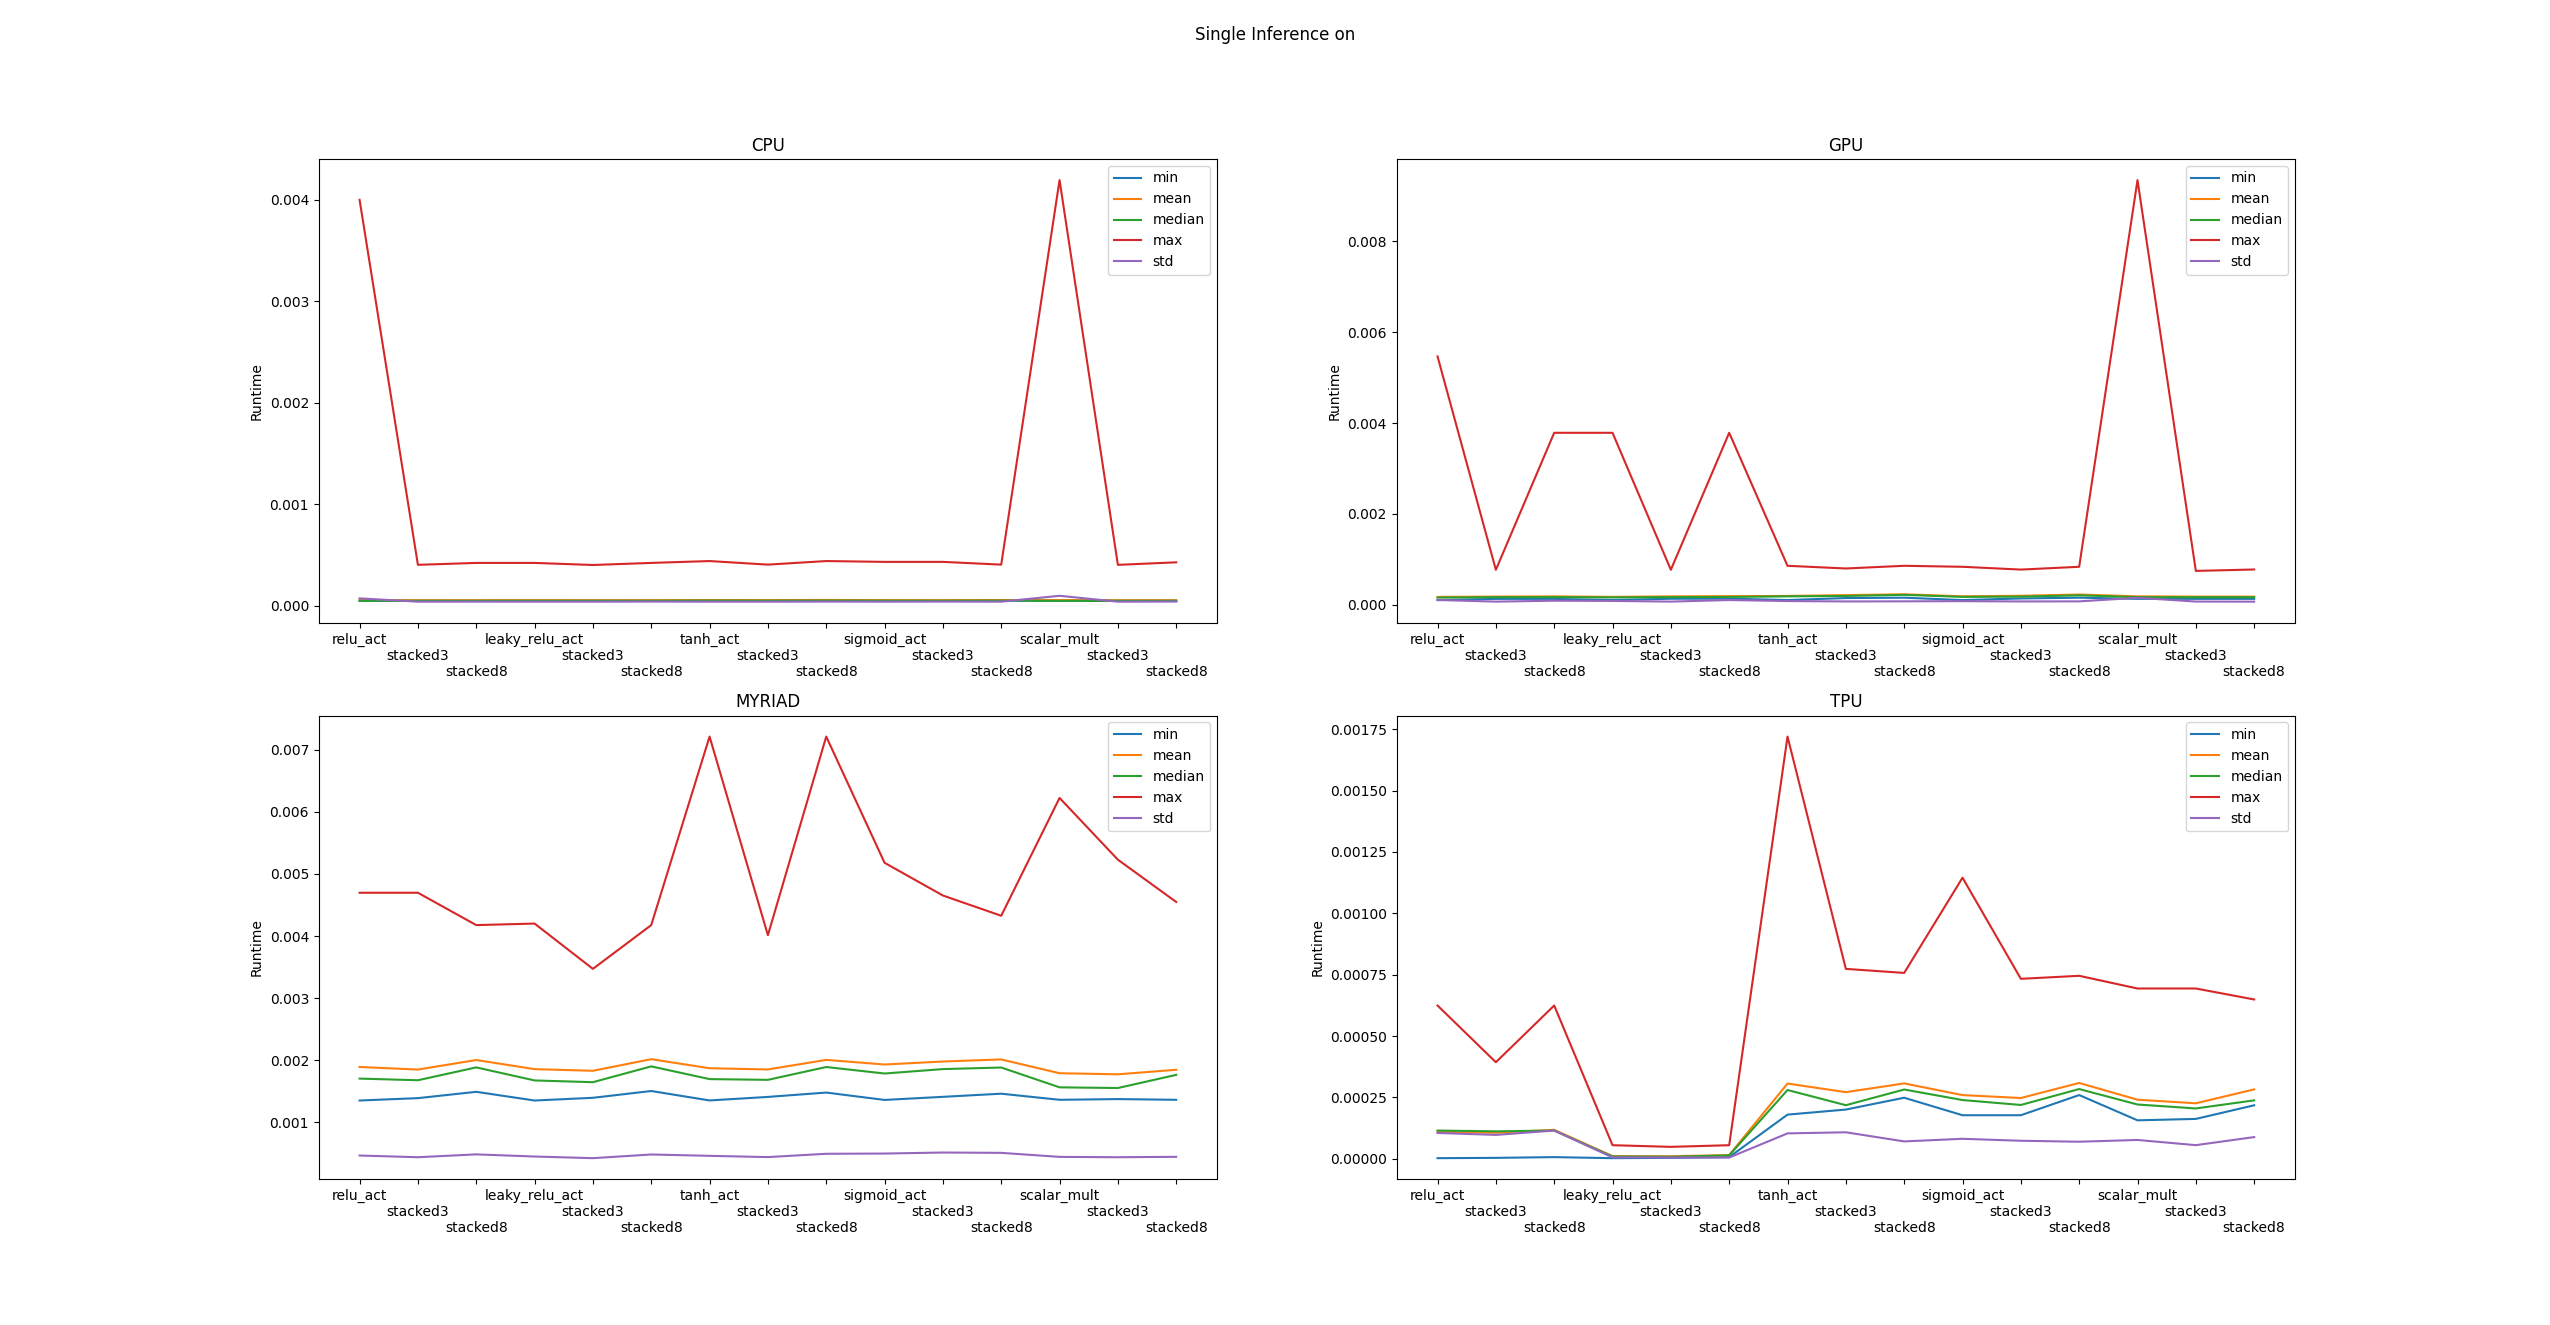 Single Inference on
CPU
min
mean
median
max
std
0.004
0.003
0.002
0.001
0.000
Runtime
relu_act leaky_relu_act tanh_act sigmoid_act scalar_mult
stacked3 stacked3 stacked3 stacked3 stacked3
stacked8 stacked8 stacked8 stacked8 stacked8
GPU
min
mean
median
max
std
0.008
0.006
0.004
0.002
0.000
Runtime
relu_act leaky_relu_act tanh_act sigmoid_act scalar_mult
stacked3 stacked3 stacked3 stacked3 stacked3
stacked8 stacked8 stacked8 stacked8 stacked8
MYRIAD
min
mean
median
max
std
0.007
0.006
0.005
0.004
0.003
0.002
0.001
Runtime
relu_act leaky_relu_act tanh_act sigmoid_act scalar_mult
stacked3 stacked3 stacked3 stacked3 stacked3
stacked8 stacked8 stacked8 stacked8 stacked8
TPU
min
mean
median
max
std
0.00175
0.00150
0.00125
0.00100
0.00075
0.00050
0.00025
0.00000
Runtime
relu_act leaky_relu_act tanh_act sigmoid_act scalar_mult
stacked3 stacked3 stacked3 stacked3 stacked3
stacked8 stacked8 stacked8 stacked8 stacked8